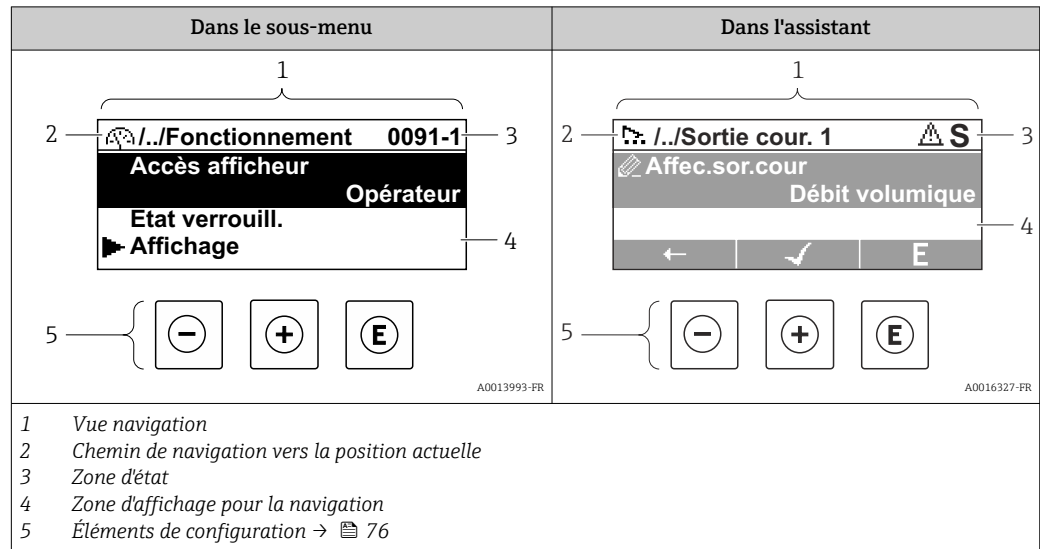 Dans le sous-menu
Dans l'assistant
1
2
/../Fonctionnement 0091-1
3
Accès afficheur
Opérateur
Etat verrouill.
Affichage
4
5
- + E
A0013993-FR
1
2
/../Sortie cour. 1 S
3
Affec.sor.cour
Débit volumique
4
← ✓ E
5
- + E
A0016327-FR
1 Vue navigation
2 Chemin de navigation vers la position actuelle
3 Zone d'état
4 Zone d'affichage pour la navigation
5 Éléments de configuration → 76